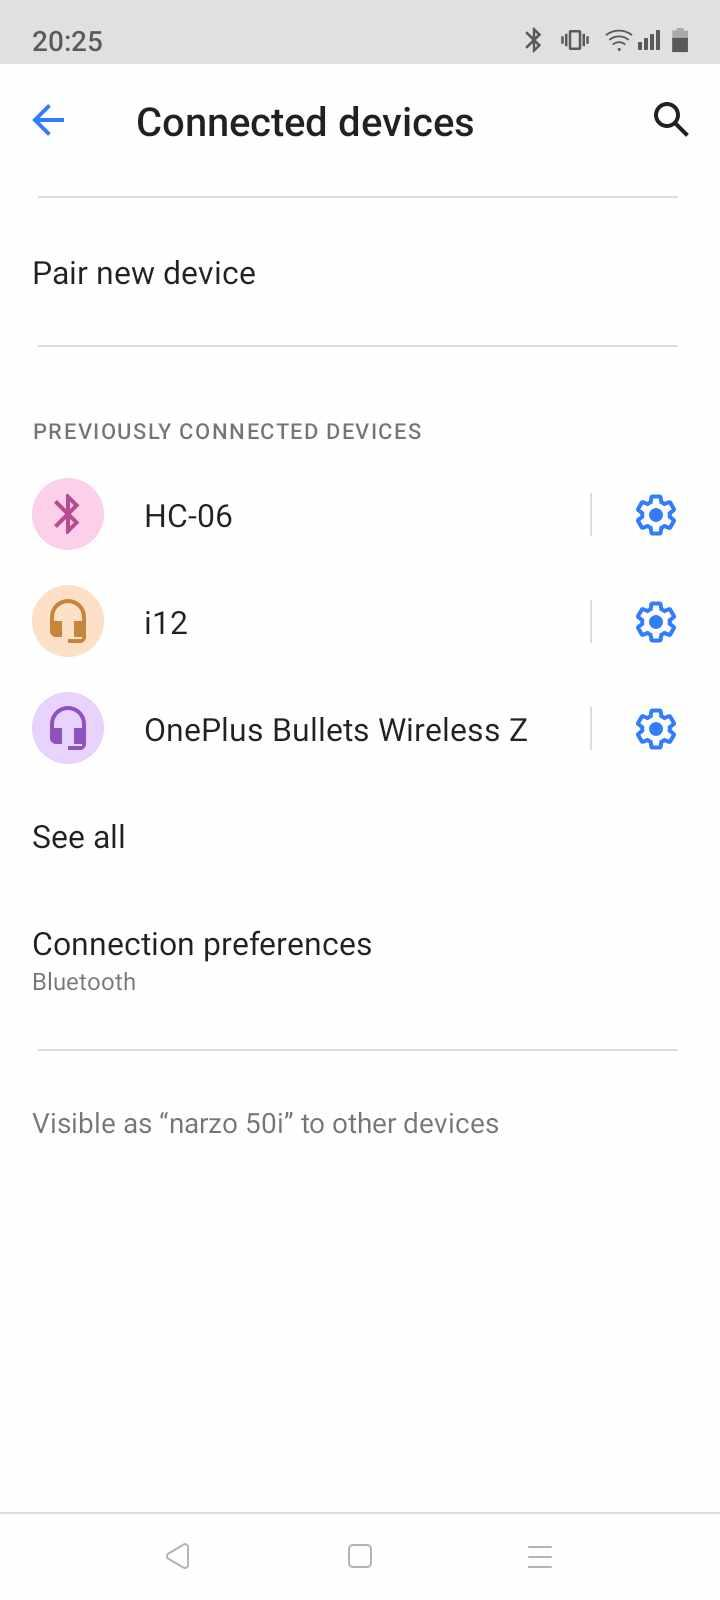 20:25
Connected devices
Pair new device
PREVIOUSLY CONNECTED DEVICES
HC-06
i12
OnePlus Bullets Wireless Z
See all
Connection preferences
Bluetooth
Visible as “narzo 50i” to other devices